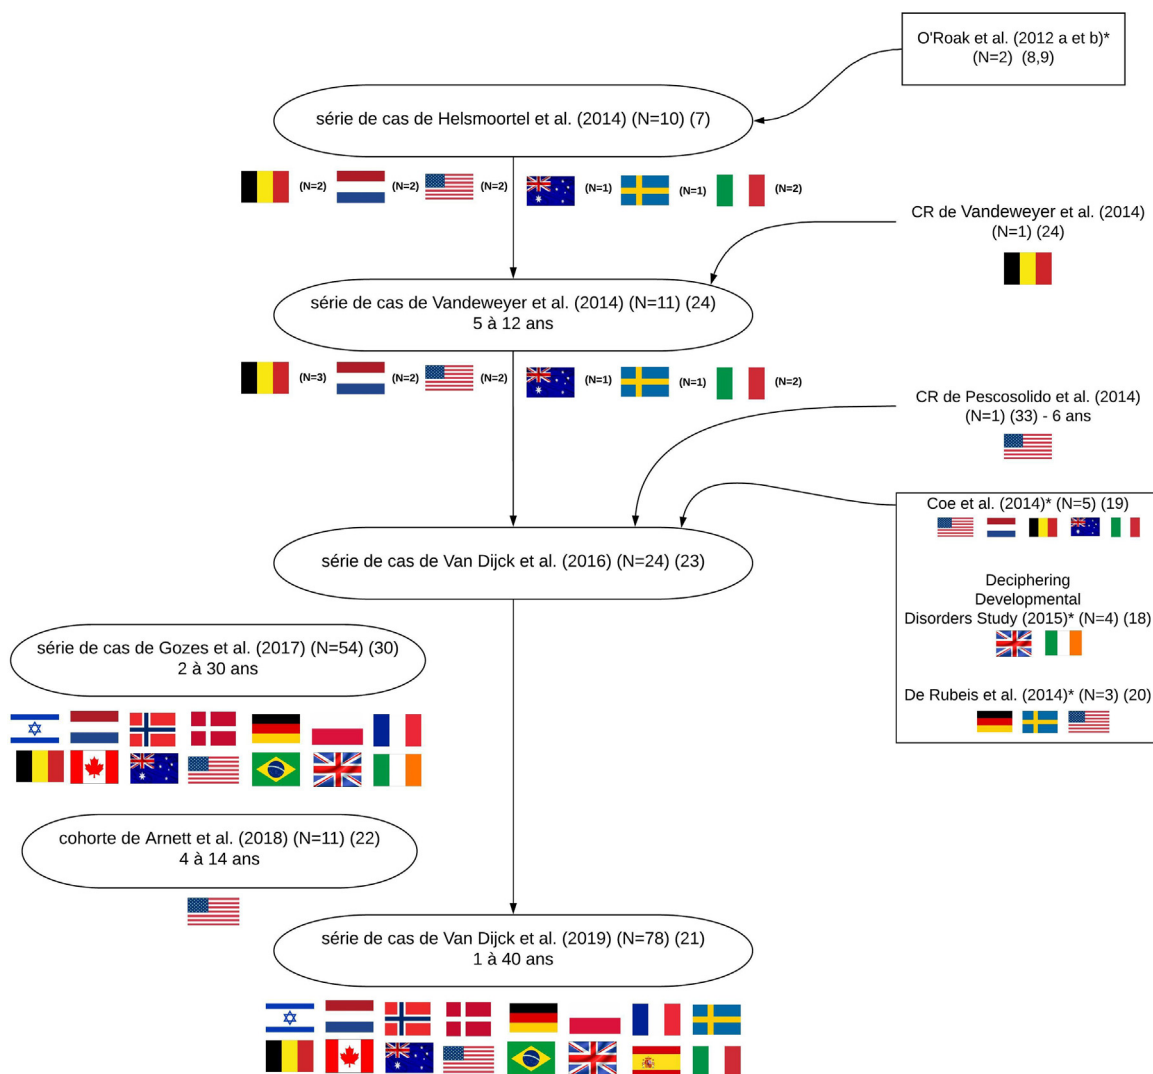 O'Roak et al. (2012 a et b)*
(N=2) (8,9)
série de cas de Helsmoortel et al. (2014) (N=10) (7)
(N=2) (N=2) (N=2) (N=1) (N=1) (N=2)
CR de Vandeweyer et al. (2014)
(N=1) (24)
série de cas de Vandeweyer et al. (2014) (N=11) (24)
5 à 12 ans
(N=3) (N=2) (N=2) (N=1) (N=1) (N=2)
CR de Pescosolido et al. (2014)
(N=1) (33) - 6 ans
Coe et al. (2014)* (N=5) (19)
série de cas de Van Dijck et al. (2016) (N=24) (23)
Deciphering
Developmental
Disorders Study (2015)* (N=4) (18)
De Rubeis et al. (2014)* (N=3) (20)
série de cas de Gozes et al. (2017) (N=54) (30)
2 à 30 ans
cohorte de Arnett et al. (2018) (N=11) (22)
4 à 14 ans
série de cas de Van Dijck et al. (2019) (N=78) (21)
1 à 40 ans